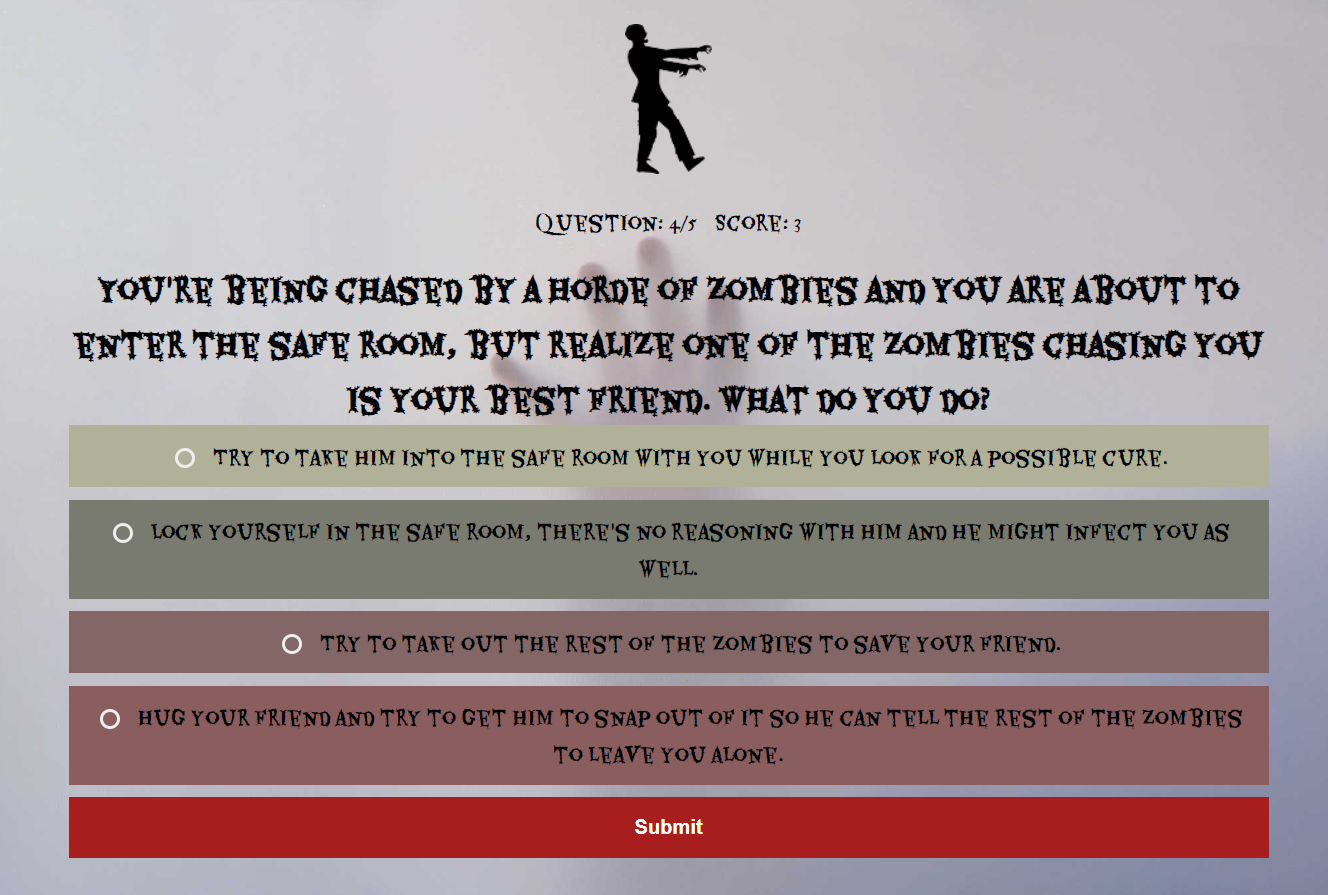 QUESTION: 4/5 SCORE: 3
YOU'RE BEING CHASED BY A HORDE OF ZOMBIES AND YOU ARE ABOUT TO
ENTER THE SAFE ROOM, BUT REALIZE ONE OF THE ZOMBIES CHASING YOU
IS YOUR BEST FRIEND. WHAT DO YOU DO?
TRY TO TAKE HIM INTO THE SAFE ROOM WITH YOU WHILE YOU LOOK FOR A POSSIBLE CURE.
LOCK YOURSELF IN THE SAFE ROOM, THERE'S NO REASONING WITH HIM AND HE MIGHT INFECT YOU AS
WELL.
TRY TO TAKE OUT THE REST OF THE ZOMBIES TO SAVE YOUR FRIEND.
HUG YOUR FRIEND AND TRY TO GET HIM TO SNAP OUT OF IT SO HE CAN TELL THE REST OF THE ZOMBIES
TO LEAVE YOU ALONE.
Submit